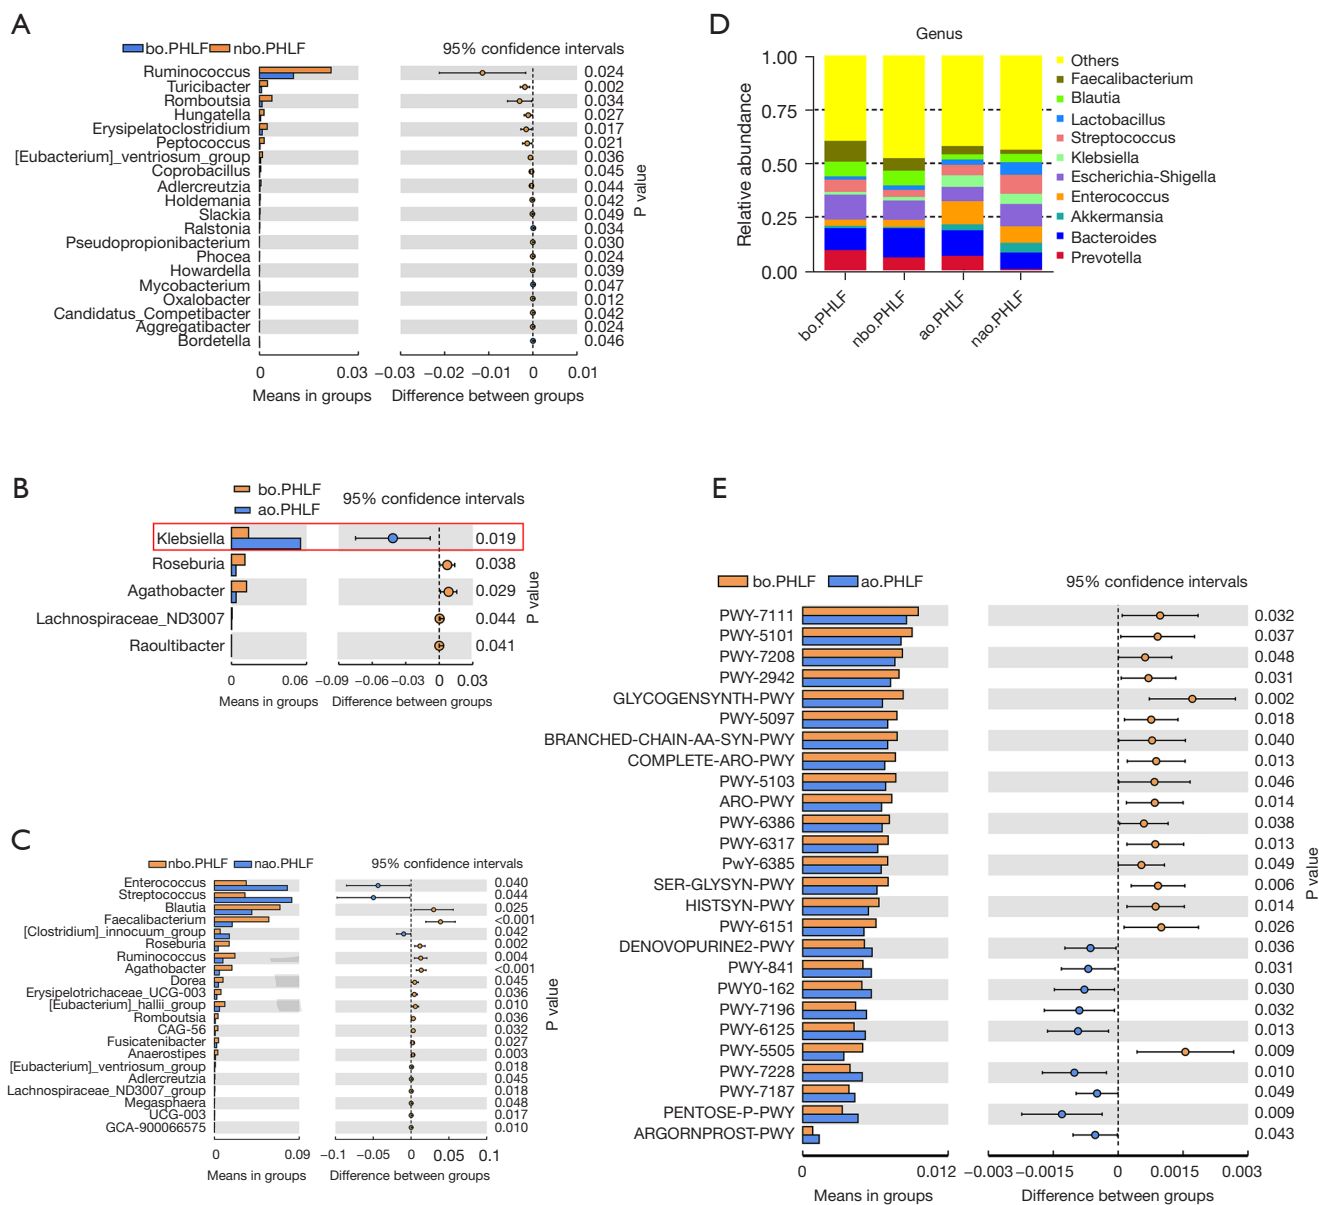 A
bo.PHLF nbo.PHLF 95% confidence intervals
Ruminococcus 0.024
Turicibacter 0.002
Romboutsia 0.034
Hungatella 0.027
Erysipelatoclostridium 0.017
Peptococcus 0.021
[Eubacterium]_ventriosum_group 0.036
Coprobacillus 0.045
Adlercreutzia 0.044
Holdemania 0.042
Slackia 0.049
Ralstonia 0.034
Pseudopropionibacterium 0.030
Phocea 0.024
Howardella 0.039
Mycobacterium 0.047
Oxalobacter 0.012
Candidatus_Competibacter 0.042
Aggregatibacter 0.024
Bordetella 0.046
P value
0 0.03 −0.03 −0.02 −0.01 0 0.01
Means in groups Difference between groups
D
Genus
Relative abundance
1.00
0.75
0.50
0.25
0.00
bo.PHLF
nbo.PHLF
ao.PHLF
nao.PHLF
Others
Faecalibacterium
Blautia
Lactobacillus
Streptococcus
Klebsiella
Escherichia-Shigella
Enterococcus
Akkermansia
Bacteroides
Prevotella
B
bo.PHLF
ao.PHLF
95% confidence intervals
Klebsiella 0.019
Roseburia 0.038
Agathobacter 0.029
Lachnospiraceae_ND3007 0.044
Raoultibacter 0.041
P value
0 0.06 −0.09 −0.06 −0.03 0 0.03
Means in groups Difference between groups
C
nbo.PHLF nao.PHLF 95% confidence intervals
Enterococcus 0.040
Streptococcus 0.044
Blautia 0.025
Faecalibacterium <0.001
[Clostridium]_innocuum_group 0.042
Roseburia 0.002
Ruminococcus 0.004
Agathobacter <0.001
Dorea 0.045
Erysipelotrichaceae_UCG-003 0.036
[Eubacterium]_hallii_group 0.010
Romboutsia 0.036
CAG-56 0.032
Fusicatenibacter 0.027
Anaerostipes 0.003
[Eubacterium]_ventriosum_group 0.018
Adlercreutzia 0.045
Lachnospiraceae_ND3007_group 0.018
Megasphaera 0.048
UCG-003 0.017
GCA-900066575 0.010
P value
0 0.09 −0.1 −0.05 0 0.05 0.1
Means in groups Difference between groups
E
bo.PHLF ao.PHLF 95% confidence intervals
PWY-7111 0.032
PWY-5101 0.037
PWY-7208 0.048
PWY-2942 0.031
GLYCOGENSYNTH-PWY 0.002
PWY-5097 0.018
BRANCHED-CHAIN-AA-SYN-PWY 0.040
COMPLETE-ARO-PWY 0.013
PWY-5103 0.046
ARO-PWY 0.014
PWY-6386 0.038
PWY-6317 0.013
PwY-6385 0.049
SER-GLYSYN-PWY 0.006
HISTSYN-PWY 0.014
PWY-6151 0.026
DENOVOPURINE2-PWY 0.036
PWY-841 0.031
PWY0-162 0.030
PWY-7196 0.032
PWY-6125 0.013
PWY-5505 0.009
PWY-7228 0.010
PWY-7187 0.049
PENTOSE-P-PWY 0.009
ARGORNPROST-PWY 0.043
P value
0 0.012 −0.003 −0.0015 0 0.0015 0.003
Means in groups Difference between groups